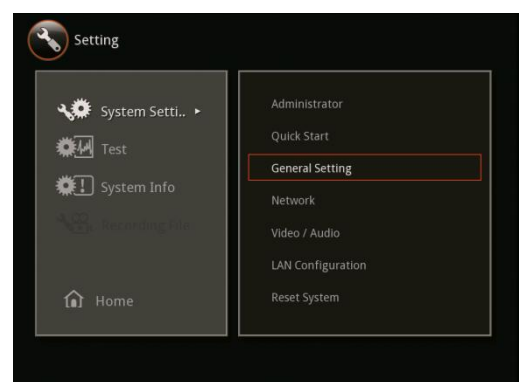 Setting
System Setti..
Test
System Info
Recording File
Home
Administrator
Quick Start
General Setting
Network
Video / Audio
LAN Configuration
Reset System